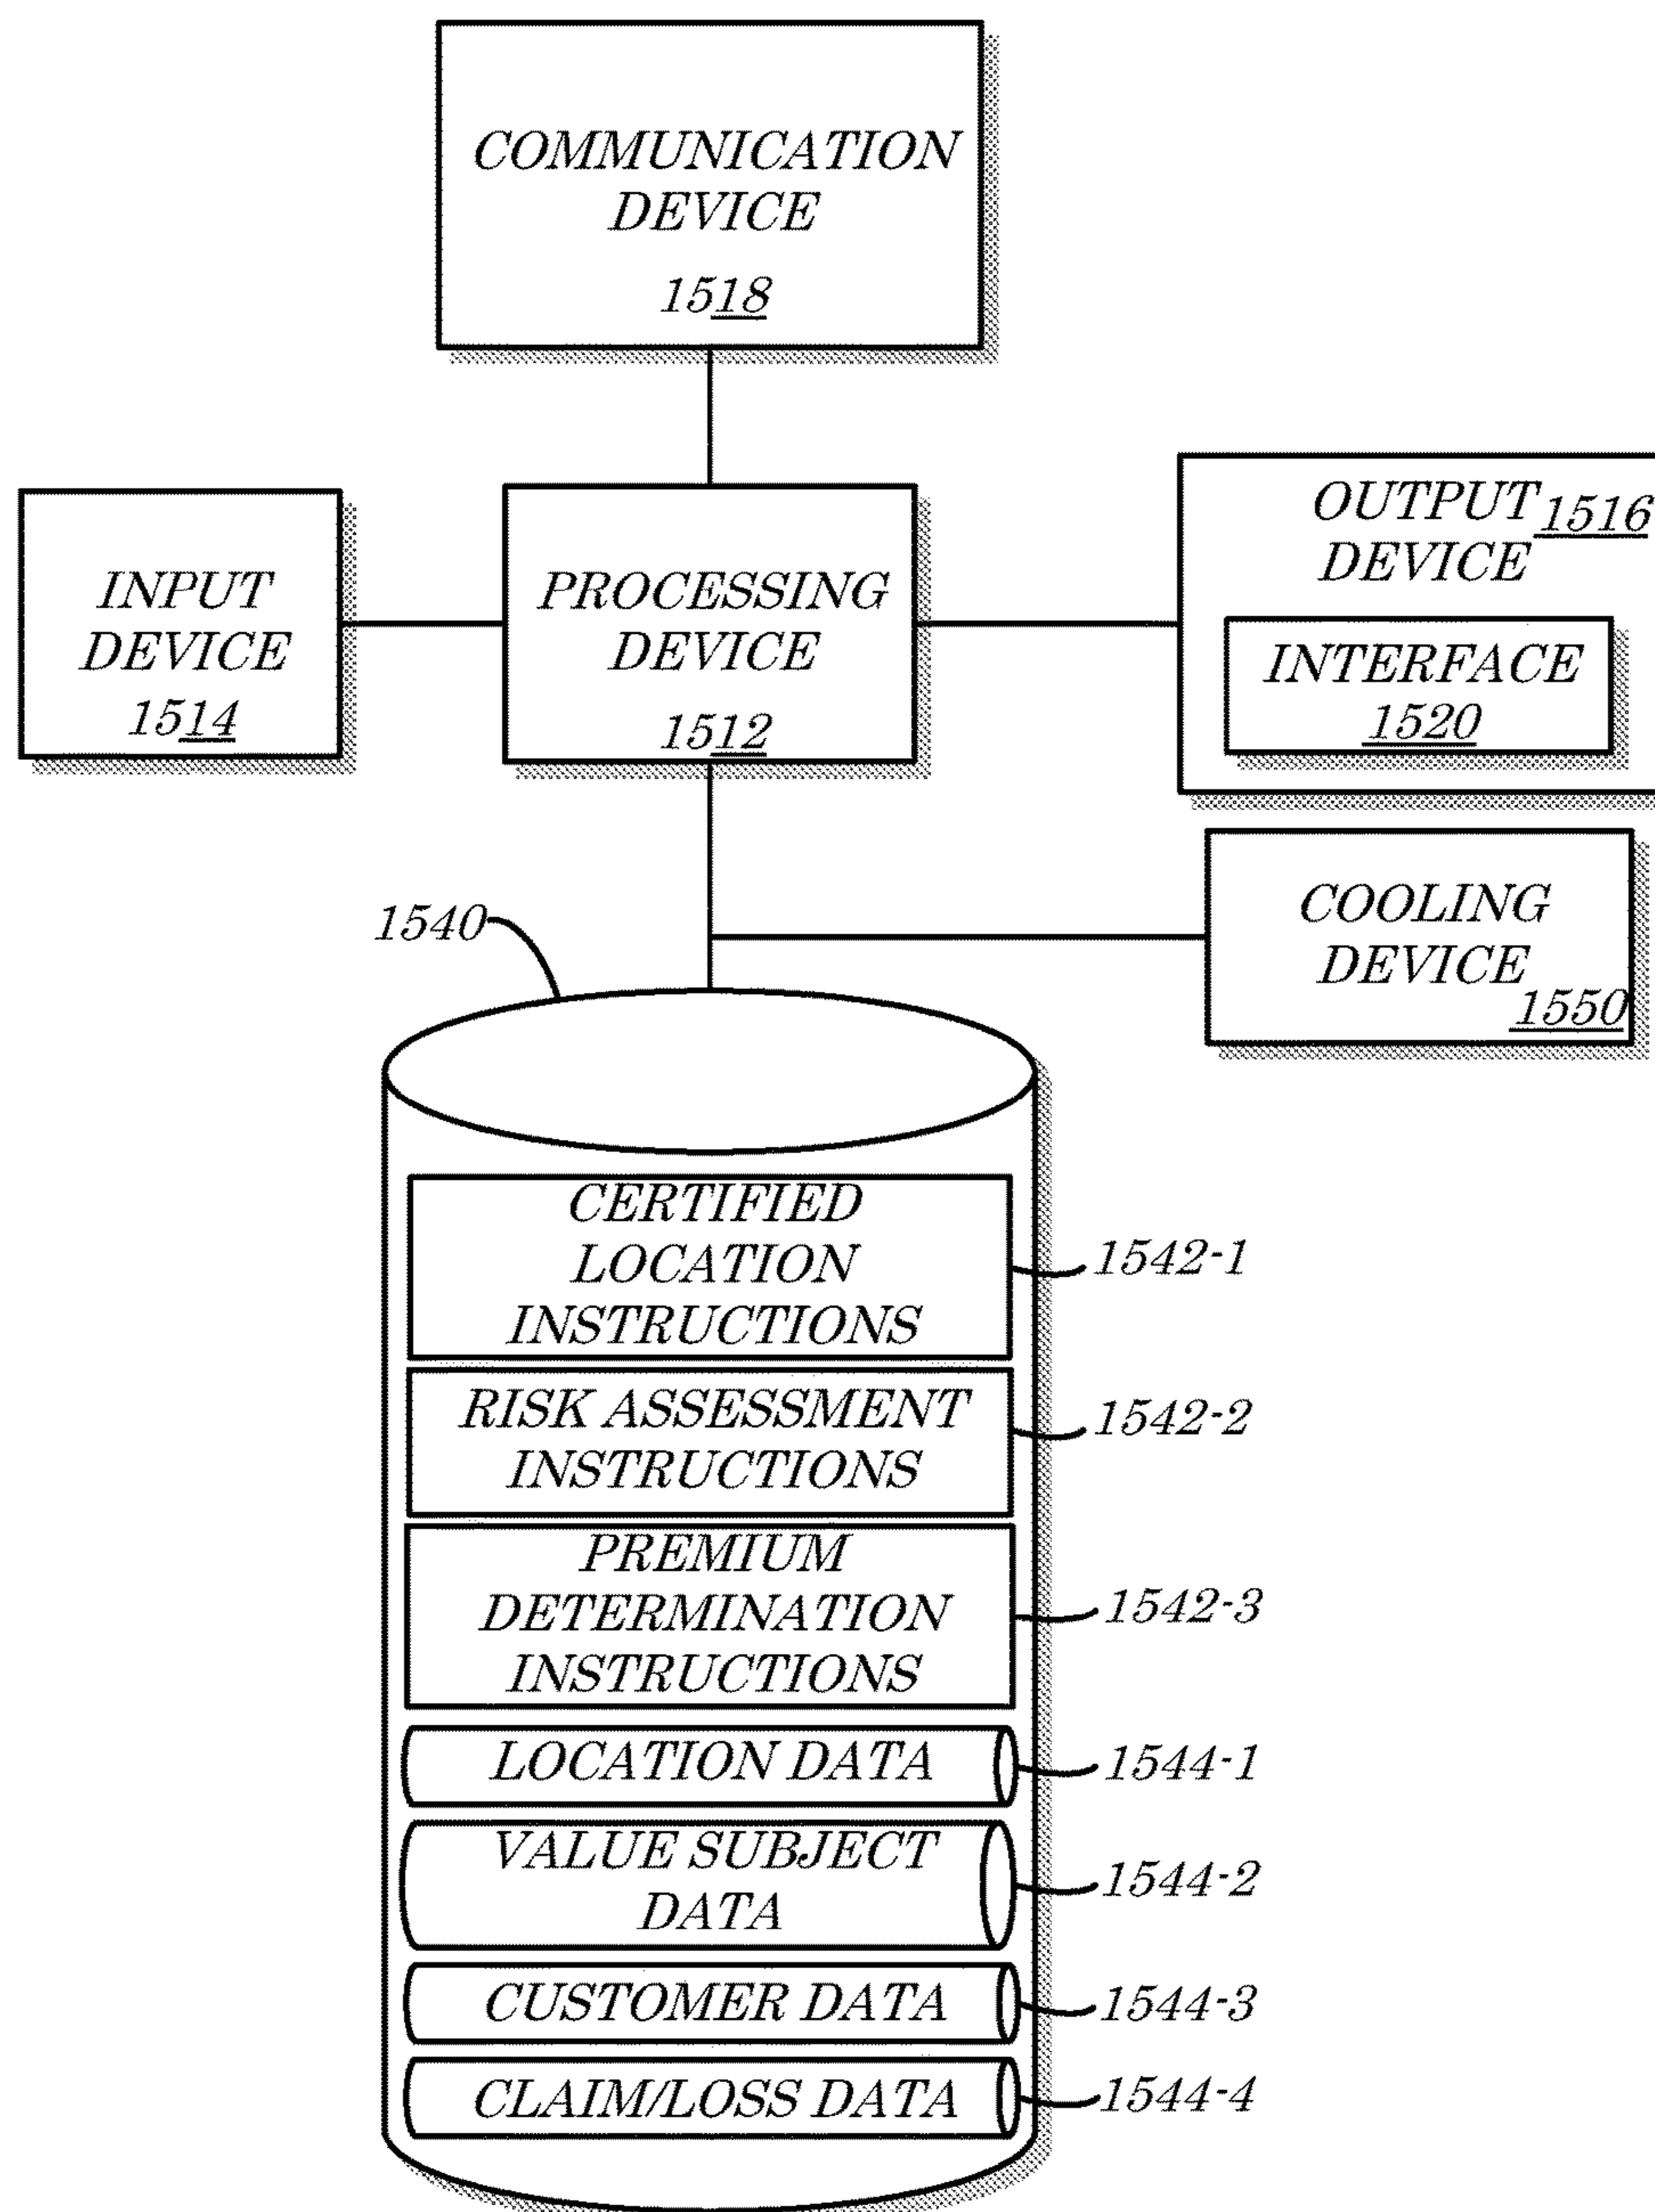 COMMUNICATION
DEVICE
1518
INPUT
DEVICE
1514
PROCESSING
DEVICE
1512
OUTPUT 1516
DEVICE
INTERFACE
1520
COOLING
DEVICE
1550
1540
CERTIFIED
LOCATION
INSTRUCTIONS
1542-1
RISK ASSESSMENT
INSTRUCTIONS
1542-2
PREMIUM
DETERMINATION
INSTRUCTIONS
1542-3
LOCATION DATA
1544-1
VALUE SUBJECT
DATA
1544-2
CUSTOMER DATA
1544-3
CLAIM/LOSS DATA
1544-4